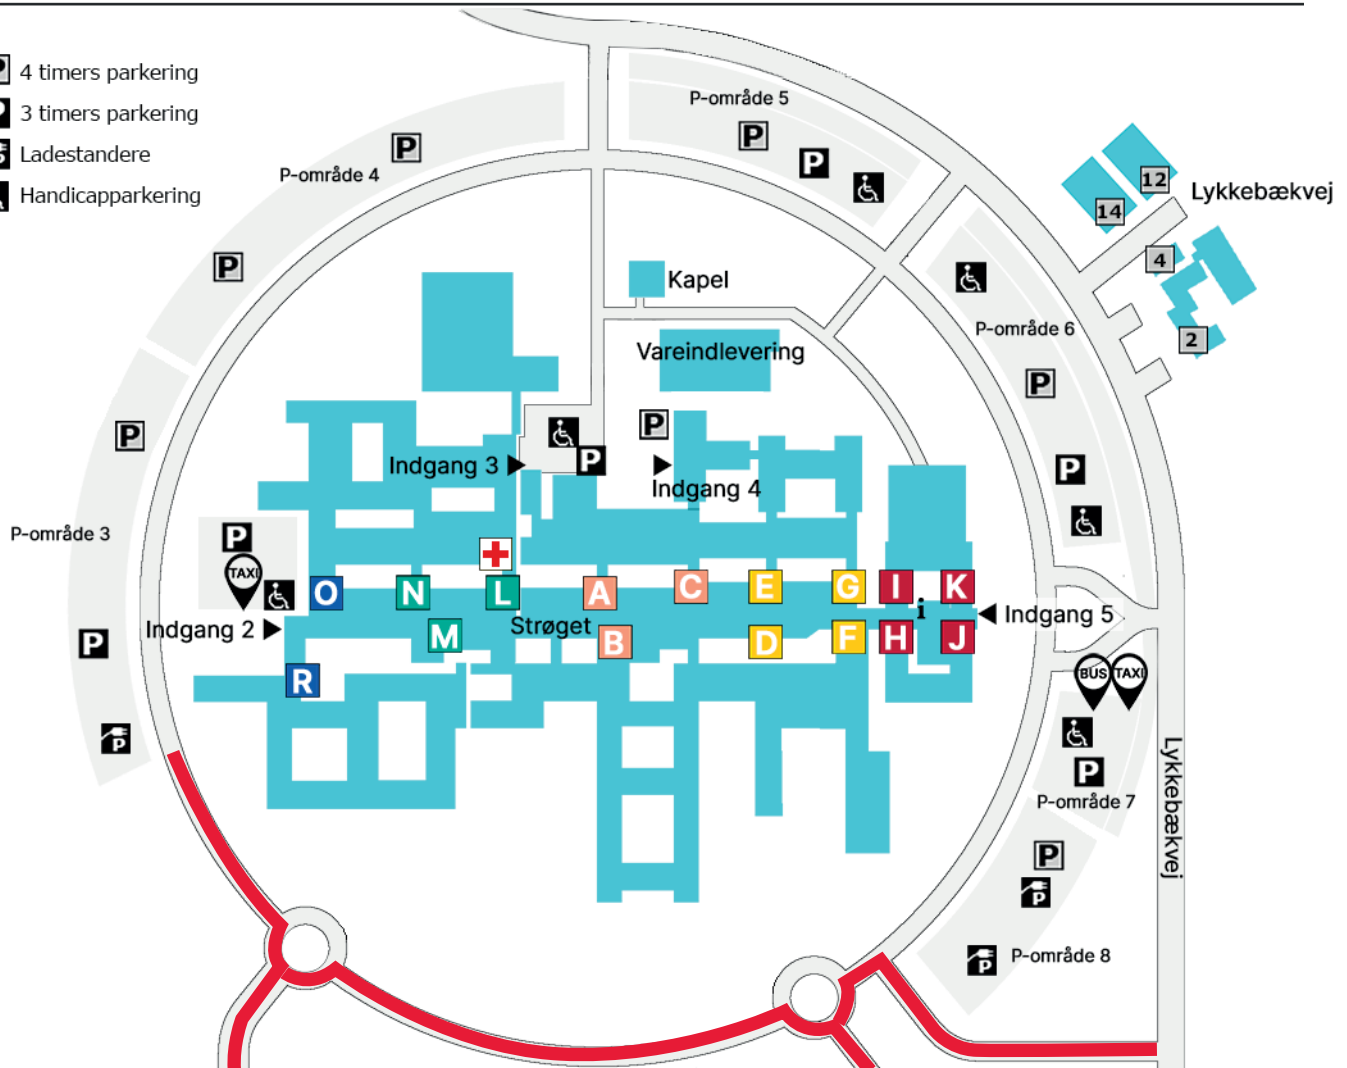 P 4 timers parkering
P 3 timers parkering
P Ladestandere
Handicapparkering
P-område 5
P
P
P
P-område 4
P
12
14
Lykkebækvej
4
2
Kapel
P-område 6
Vareindlevering
P
P
P
Indgang 3
P
Indgang 4
P
P-område 3
P
TAXI
O
N
L
A
C
E
G
I
K
i
Indgang 5
Indgang 2
M
Strøget
B
D
F
H
J
P
R
BUS
TAXI
P
P
P-område 7
Lykkebækvej
P
P
P
P-område 8